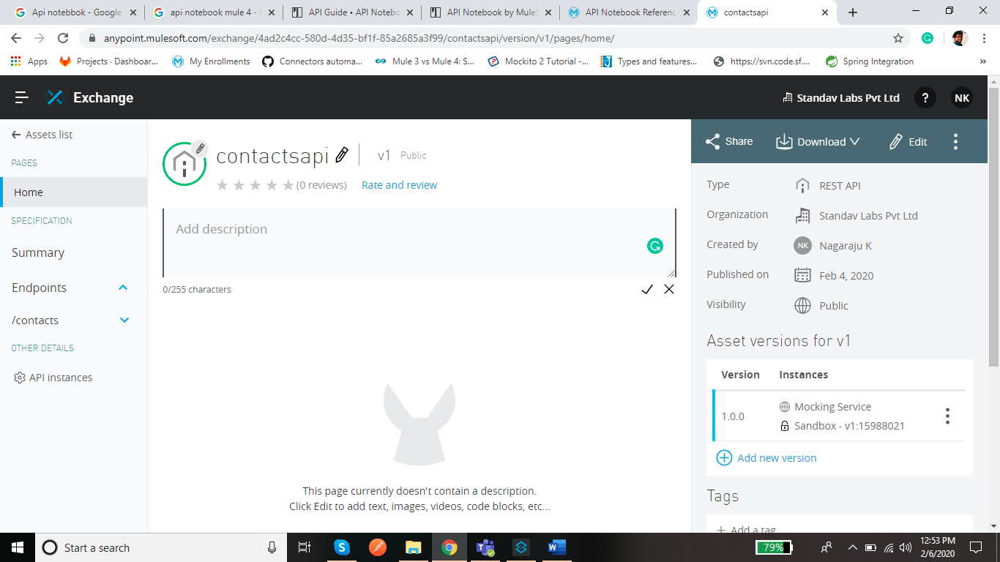 Api notebbok - Google
api notebbok mule 4 -
API Guide • API Notebo
API Notebook by MuleS
API Notebook Referenc
contactsapi
anypoint.mulesoft.com/exchange/4ad2c4cc-580d-4d35-bf1f-85a2685a3f99/contactsapi/version/v1/pages/home/
Apps
Projects · Dashboar...
My Enrollments
Connectors automa...
Mule 3 vs Mule 4: S...
Mockito 2 Tutorial -...
Types and features...
https://svn.code.sf....
Spring Integration
»
Exchange
Standav Labs Pvt Ltd
?
NK
Assets list
PAGES
Home
SPECIFICATION
Summary
Endpoints
/contacts
OTHER DETAILS
API instances
contactsapi
v1 Public
(0 reviews) Rate and review
Add description
0/255 characters
This page currently doesn't contain a description.
Click Edit to add text, images, videos, code blocks, etc...
Share
Download
Edit
Type REST API
Organization Standav Labs Pvt Ltd
Created by NK Nagaraju K
Published on Feb 4, 2020
Visibility Public
Asset versions for v1
Version Instances
1.0.0
Mocking Service
Sandbox - v1:15988021
Add new version
Tags
Add a tag
Start a search
79%
12:53 PM
2/6/2020